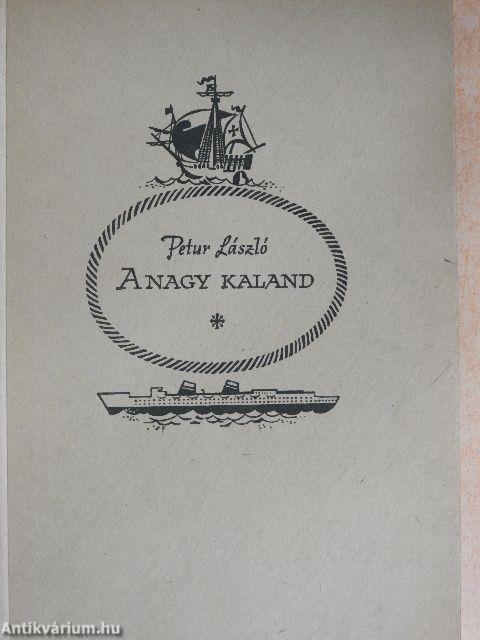 Petur László
A NAGY KALAND
*
Antikvárium.hu